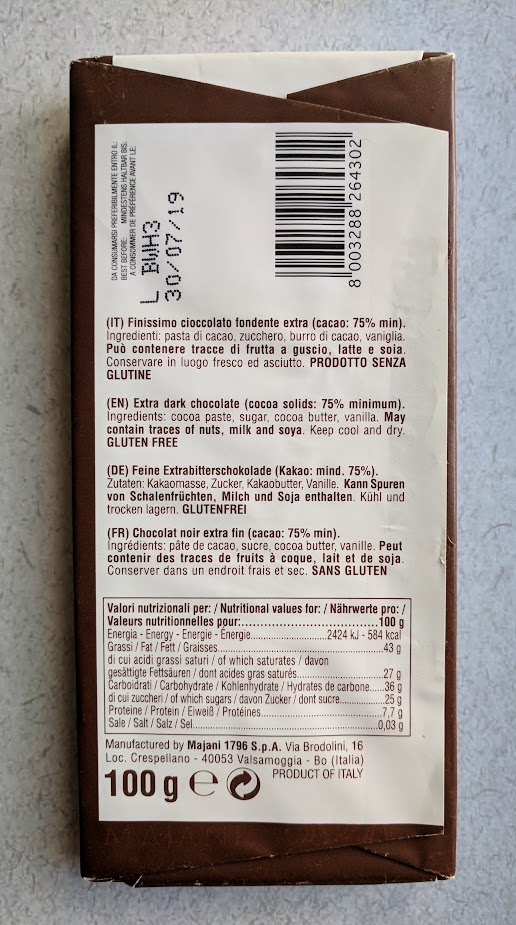 DA CONSUMARSI PREFERIBILMENTE ENTRO IL:
BEST BEFORE: MINDESTENS HALTBAR BIS:
A CONSOMMER DE PRÉFÉRENCE AVANT LE:
L BWH3
30/07/19
8 003288 264302
(IT) Finissimo cioccolato fondente extra (cacao: 75% min).
Ingredienti: pasta di cacao, zucchero, burro di cacao, vaniglia.
Può contenere tracce di frutta a guscio, latte e soia.
Conservare in luogo fresco ed asciutto. PRODOTTO SENZA
GLUTINE
(EN) Extra dark chocolate (cocoa solids: 75% minimum).
Ingredients: cocoa paste, sugar, cocoa butter, vanilla. May
contain traces of nuts, milk and soya. Keep cool and dry.
GLUTEN FREE
(DE) Feine Extrabitterschokolade (Kakao: mind. 75%).
Zutaten: Kakaomasse, Zucker, Kakaobutter, Vanille. Kann Spuren
von Schalenfrüchten, Milch und Soja enthalten. Kühl und
trocken lagern. GLUTENFREI
(FR) Chocolat noir extra fin (cacao: 75% min).
Ingrédients: pâte de cacao, sucre, cocoa butter, vanille. Peut
contenir des traces de fruits à coque, lait et de soja.
Conserver dans un endroit frais et sec. SANS GLUTEN
Valori nutrizionali per: / Nutritional values for: / Nährwerte pro: /
Valeurs nutritionnelles pour:.....100 g
Energia - Energy - Energie - Énergie.....2424 kJ - 584 kcal
Grassi / Fat / Fett / Graisses.....43 g
di cui acidi grassi saturi / of which saturates / davon
gesättigte Fettsäuren / dont acides gras saturés.....27 g
Carboidrati / Carbohydrate / Kohlenhydrate / Hydrates de carbone.....36 g
di cui zuccheri / of which sugars / davon Zucker / dont sucre.....25 g
Proteine / Protein / Eiweiß / Protéines.....7,7 g
Sale / Salt / Salz / Sel.....0,03 g
Manufactured by Majani 1796 S.p.A. Via Brodolini, 16
Loc. Crespellano - 40053 Valsamoggia - Bo (Italia)
100 g e PRODUCT OF ITALY